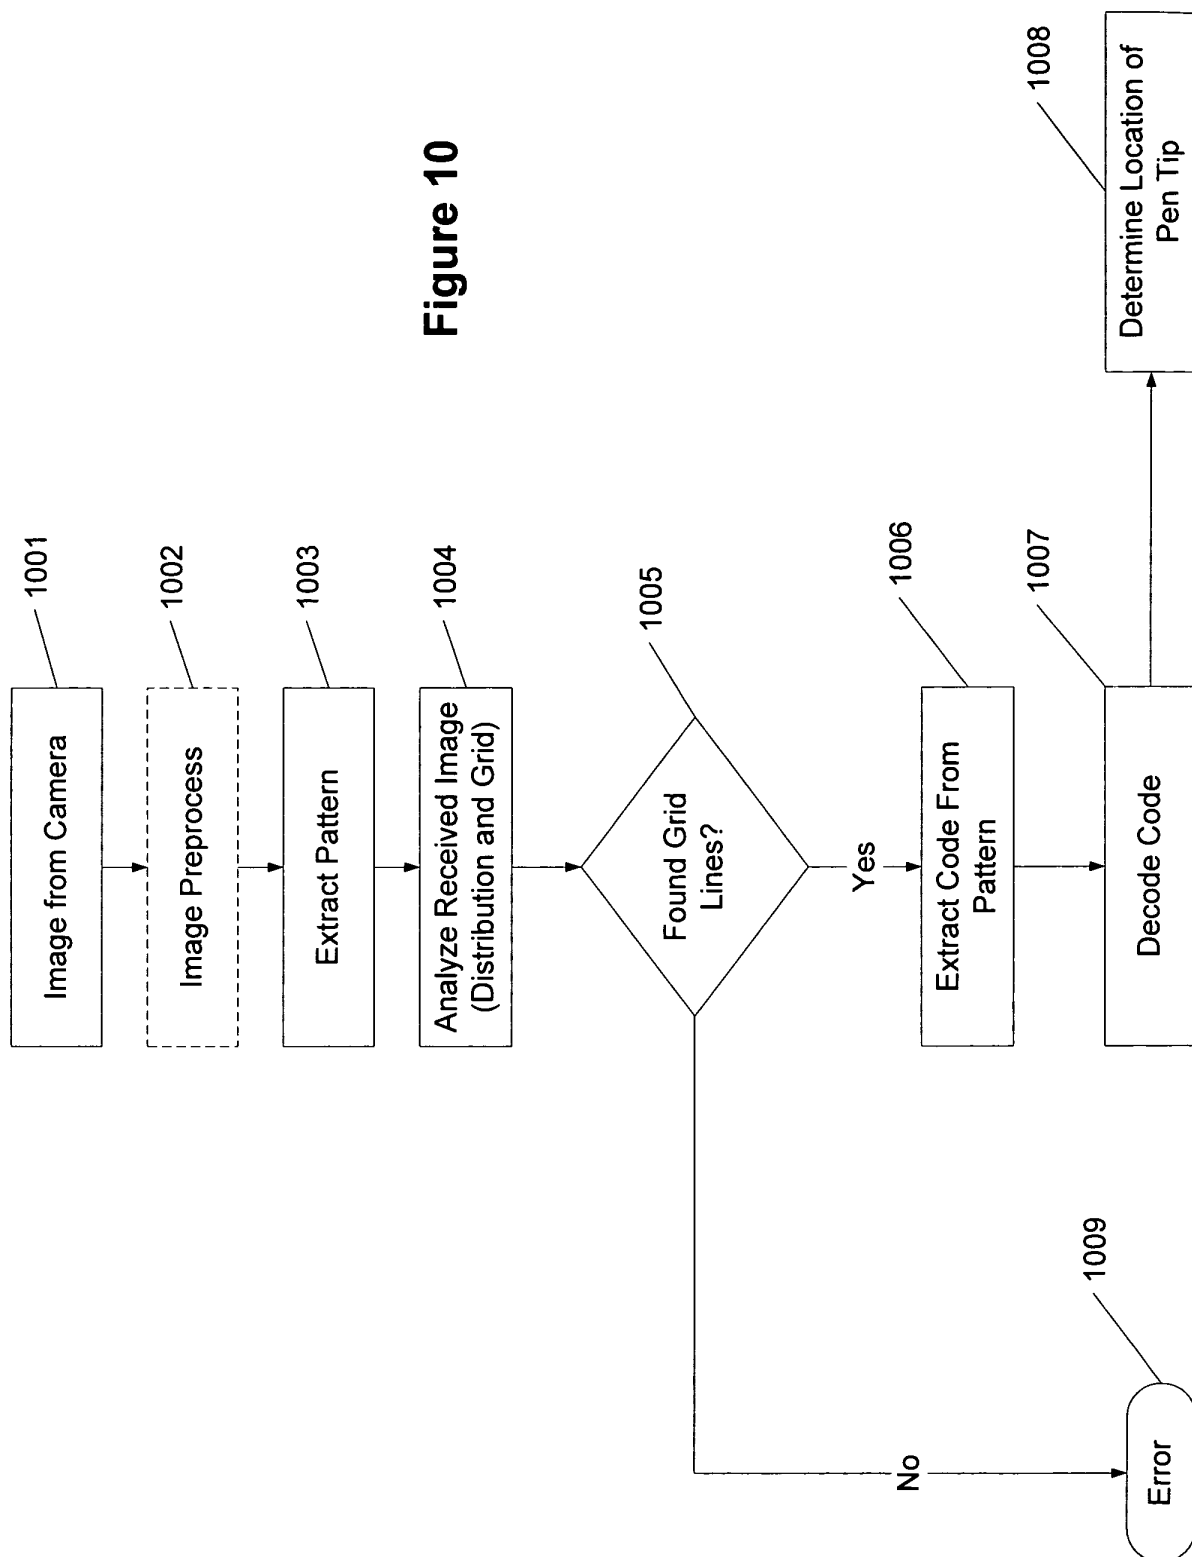 Figure 10
Image from Camera
1001
Image Preprocess
1002
Extract Pattern
1003
Analyze Received Image
(Distribution and Grid)
1004
Found Grid
Lines?
1005
Yes
Extract Code From
Pattern
1006
Decode Code
1007
Determine Location of
Pen Tip
1008
No
Error
1009